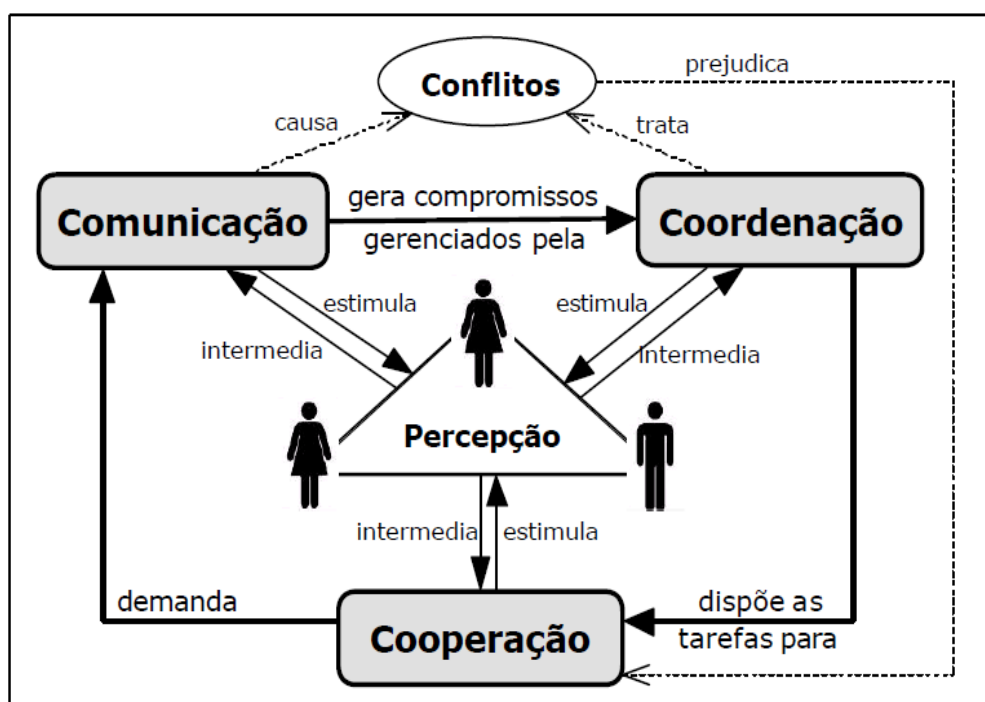 prejudica
Conflitos
causa
trata
gera compromissos
Comunicação
Coordenação
gerenciados pela
estimula
estimula
intermedia
intermedia
Percepção
intermedia
estimula
demanda
dispõe as
Cooperação
tarefas para